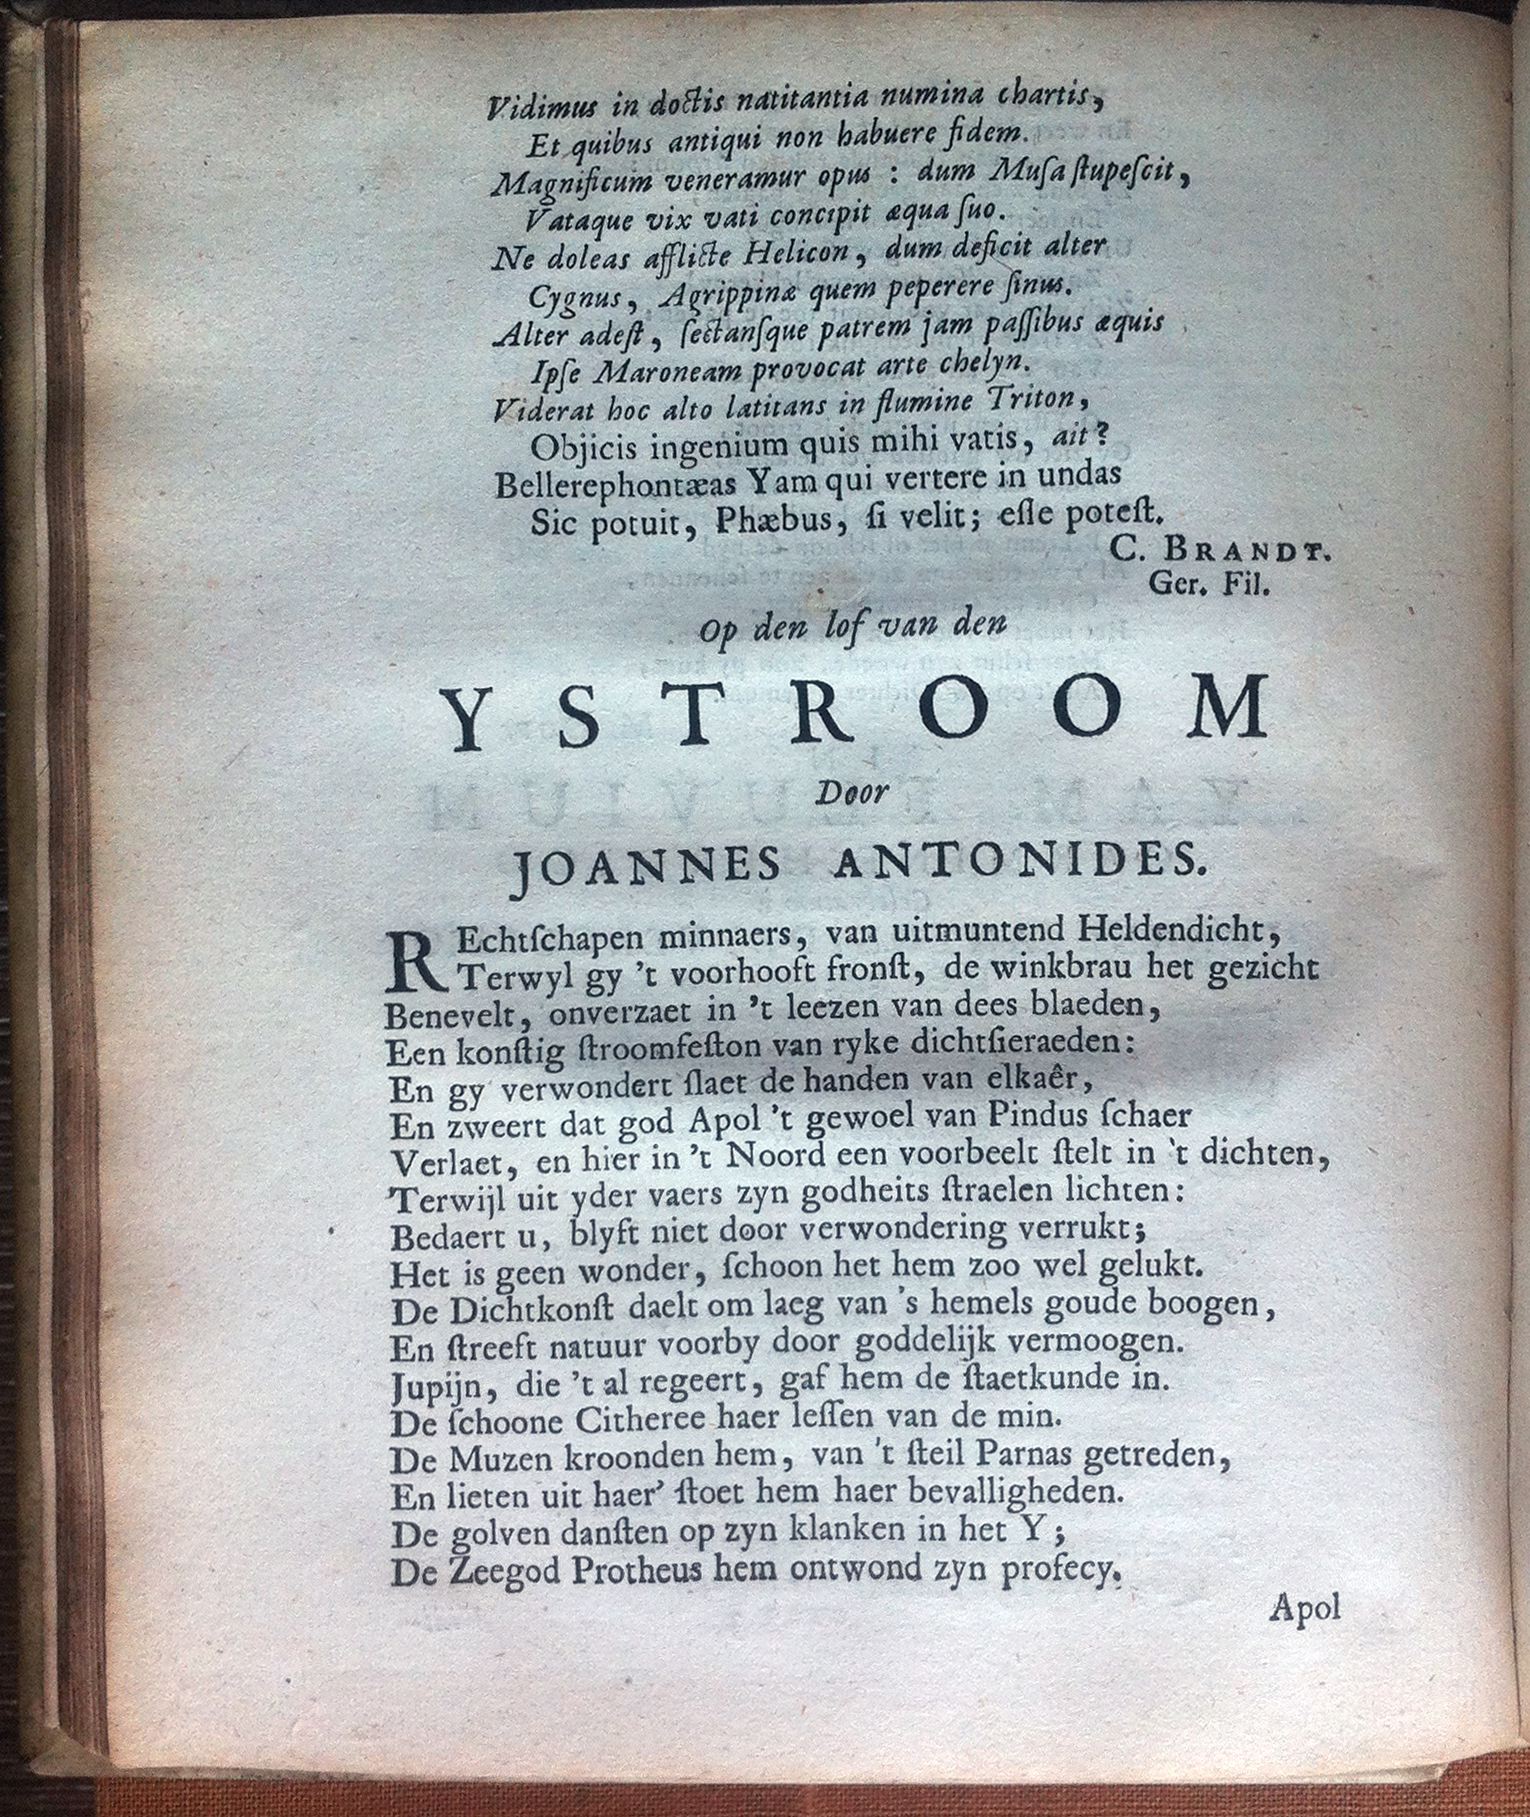 Vidimus in doctis natitantia numina chartis,
Et quibus antiqui non habuere fidem.
Magnificum veneramur opus : dum Muſa ſtupeſcit,
Vataque vix vati concipit æqua ſuo.
Ne doleas afflicte Helicon, dum deficit alter
Cygnus, Agrippinæ quem peperere ſinus.
Alter adeſt, ſectanſque patrem jam paſſibus æquis
Ipſe Maroneam provocat arte chelyn.
Viderat hoc alto latitans in flumine Triton,
Objicis ingenium quis mihi vatis, ait?
Bellerephontæas Yam qui vertere in undas
Sic potuit, Phæbus, ſi velit; eſſe poteſt.
C. BRANDT.
Ger. Fil.
Op den lof van den
YSTROOM
Door
JOANNES ANTONIDES.
REchtſchapen minnaers, van uitmuntend Heldendicht,
Terwyl gy 't voorhooft fronſt, de winkbrau het gezicht
Benevelt, onverzaet in 't leezen van dees blaeden,
Een konſtig ſtroomfeſton van ryke dichtſieraeden:
En gy verwondert ſlaet de handen van elkaêr,
En zweert dat god Apol 't gewoel van Pindus ſchaer
Verlaet, en hier in 't Noord een voorbeelt ſtelt in 't dichten,
Terwijl uit yder vaers zyn godheits ſtraelen lichten:
Bedaert u, blyft niet door verwondering verrukt;
Het is geen wonder, ſchoon het hem zoo wel gelukt.
De Dichtkonſt daelt om laeg van 's hemels goude boogen,
En ſtreeft natuur voorby door goddelijk vermoogen.
Jupijn, die 't al regeert, gaf hem de ſtaetkunde in.
De ſchoone Citheree haer leſſen van de min.
De Muzen kroonden hem, van 't ſteil Parnas getreden,
En lieten uit haer' ſtoet hem haer bevalligheden.
De golven danſten op zyn klanken in het Y;
De Zeegod Protheus hem ontwond zyn profecy.
Apol